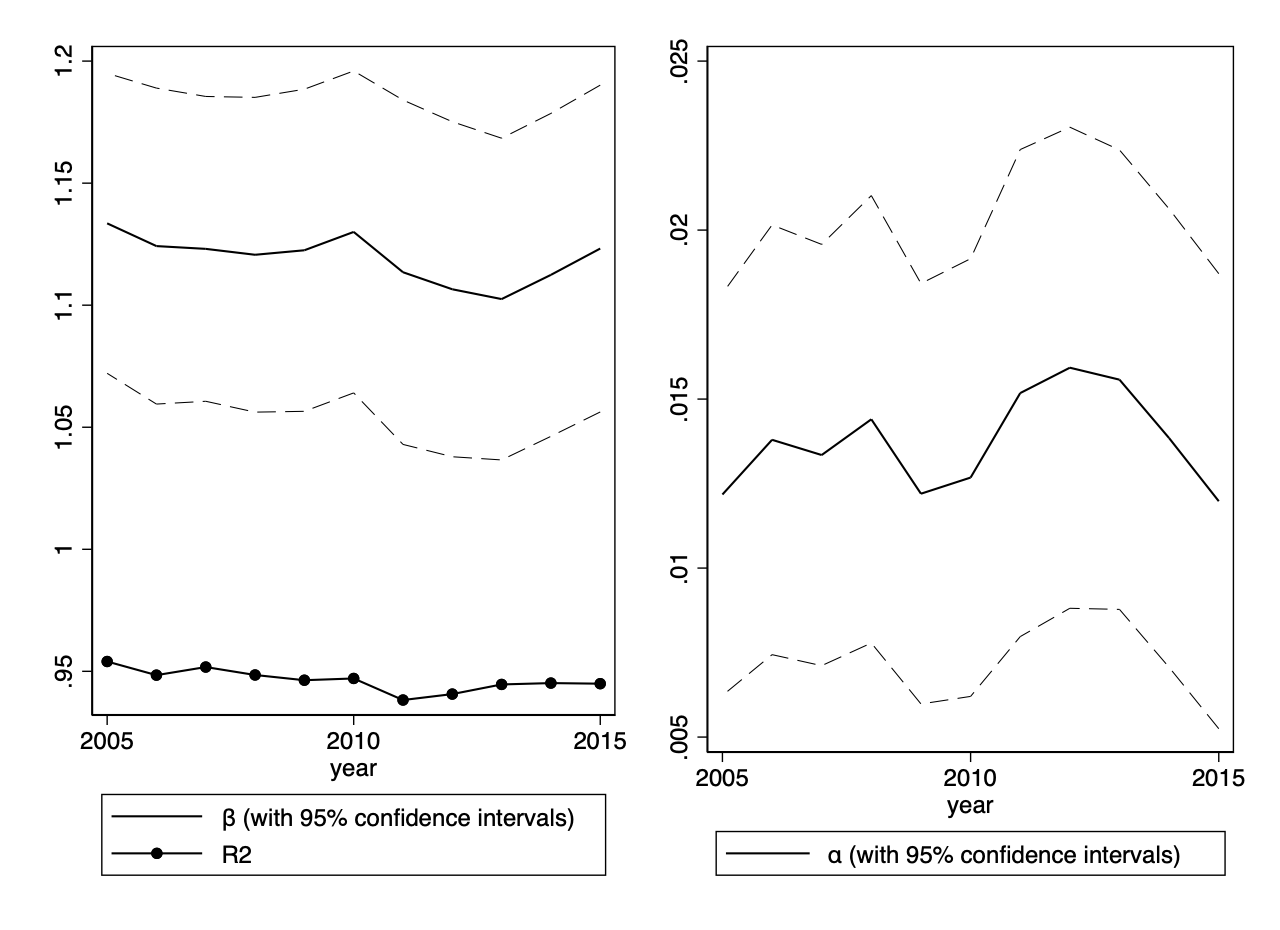 1.2
1.15
1.1
1.05
1
.95
2005 2010 2015
year
β (with 95% confidence intervals)
R2
.025
.02
.015
.01
.005
2005 2010 2015
year
α (with 95% confidence intervals)